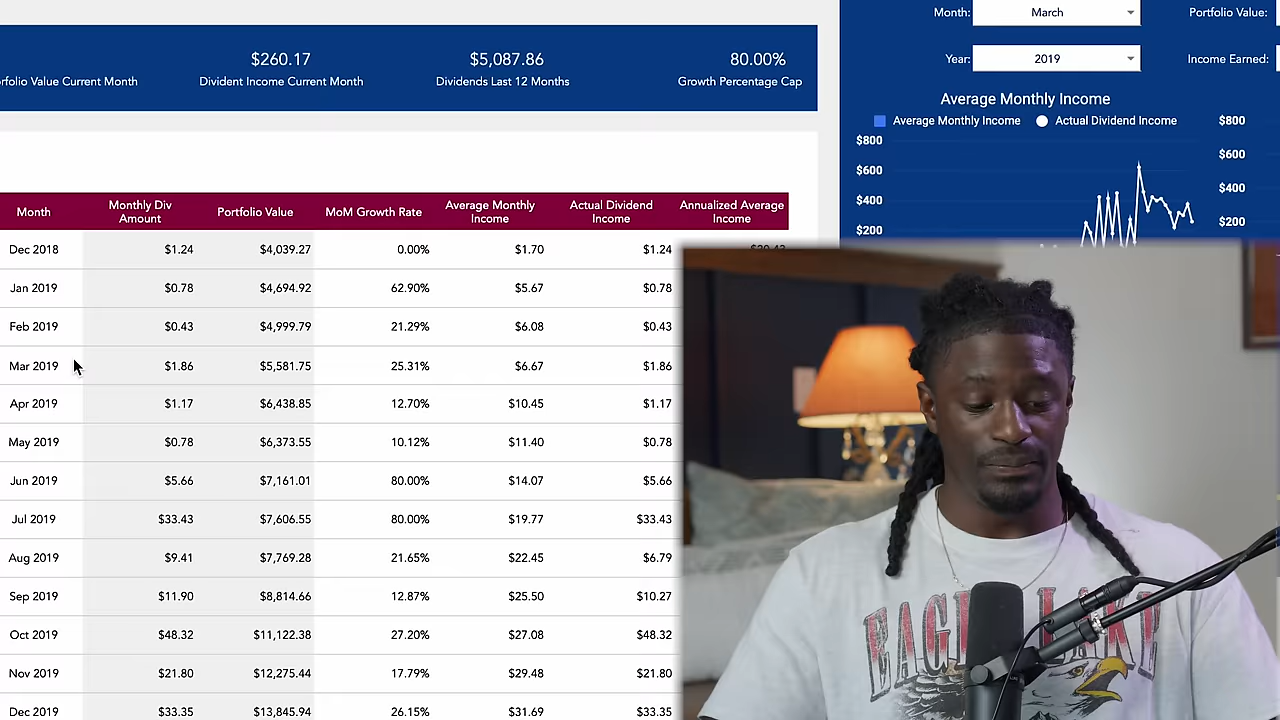 $260.17
$5,087.86
80.00%
rfolio Value Current Month
Divident Income Current Month
Dividends Last 12 Months
Growth Percentage Cap
Month:
March
Portfolio Value:
Year:
2019
Income Earned:
Average Monthly Income
Average Monthly Income
Actual Dividend Income
$800
$600
$400
$200
$800
$600
$400
$200
Month
Monthly Div
Amount
Portfolio Value
MoM Growth Rate
Average Monthly
Income
Actual Dividend
Income
Annualized Average
Income
Dec 2018 $1.24 $4,039.27 0.00% $1.70 $1.24
Jan 2019 $0.78 $4,694.92 62.90% $5.67 $0.78
Feb 2019 $0.43 $4,999.79 21.29% $6.08 $0.43
Mar 2019 $1.86 $5,581.75 25.31% $6.67 $1.86
Apr 2019 $1.17 $6,438.85 12.70% $10.45 $1.17
May 2019 $0.78 $6,373.55 10.12% $11.40 $0.78
Jun 2019 $5.66 $7,161.01 80.00% $14.07 $5.66
Jul 2019 $33.43 $7,606.55 80.00% $19.77 $33.43
Aug 2019 $9.41 $7,769.28 21.65% $22.45 $6.79
Sep 2019 $11.90 $8,814.66 12.87% $25.50 $10.27
Oct 2019 $48.32 $11,122.38 27.20% $27.08 $48.32
Nov 2019 $21.80 $12,275.44 17.79% $29.48 $21.80
Dec 2019 $33.35 $13,845.94 26.15% $31.69 $33.35
EAGLE LAKE